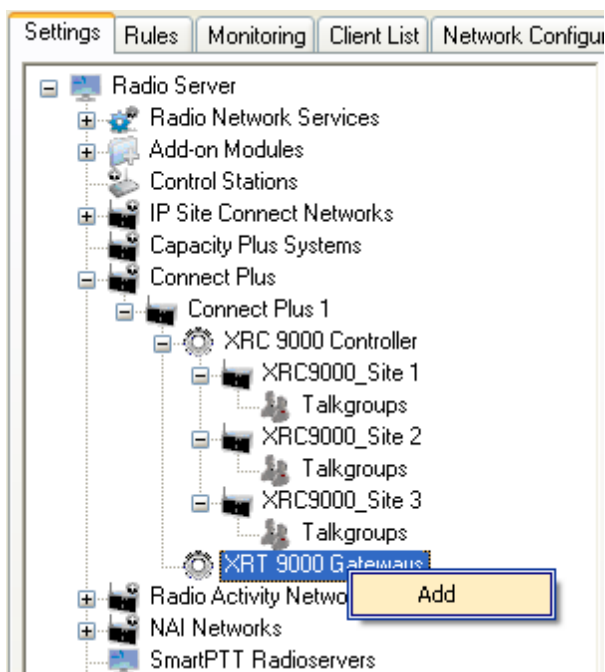 Settings Rules Monitoring Client List Network Configu
Radio Server
Radio Network Services
Add-on Modules
Control Stations
IP Site Connect Networks
Capacity Plus Systems
Connect Plus
Connect Plus 1
XRC 9000 Controller
XRC9000_Site 1
Talkgroups
XRC9000_Site 2
Talkgroups
XRC9000_Site 3
Talkgroups
XRT 9000 Gateways
Add
Radio Activity Netwo
NAI Networks
SmartPTT Radioservers